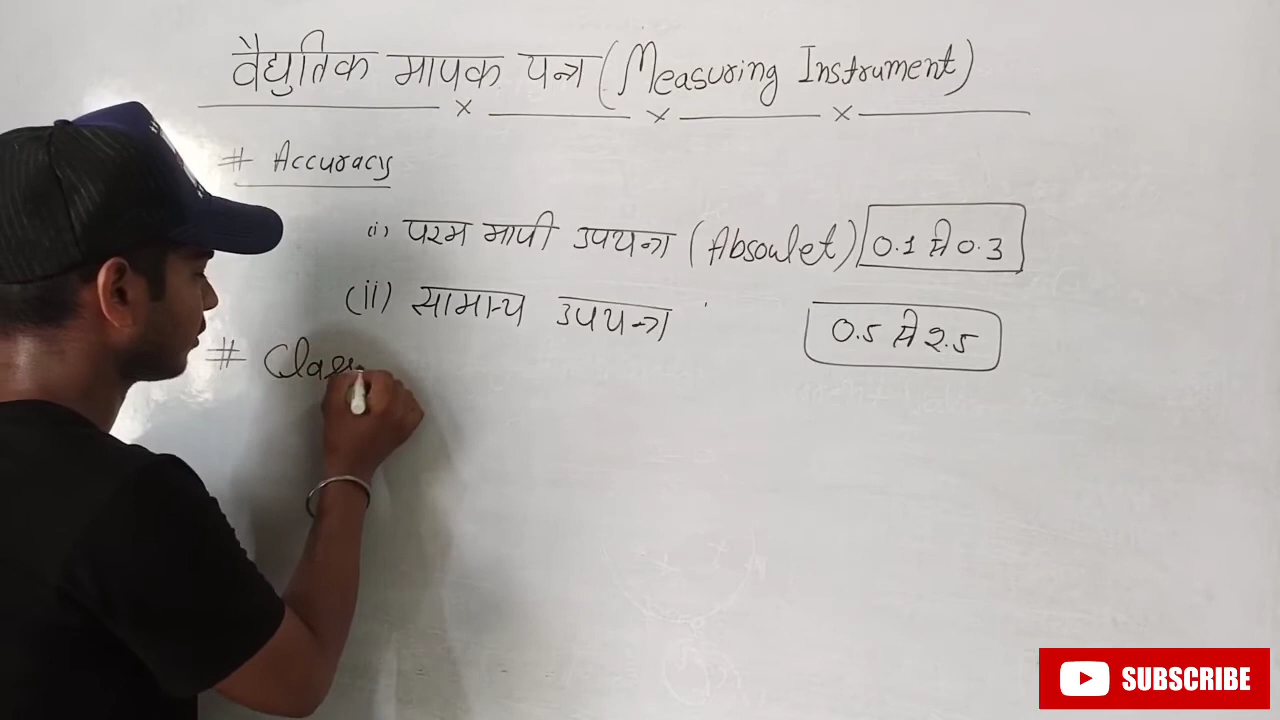 वैद्युतिक मापक यन्त्र (Measuring Instrument)
# Accuracy
(i) परम मापी उपयन्त्र (Absoulet) 0.1 से 0.3
(ii) सामान्य उपयन्त्र 0.5 से 2.5
# Class
SUBSCRIBE